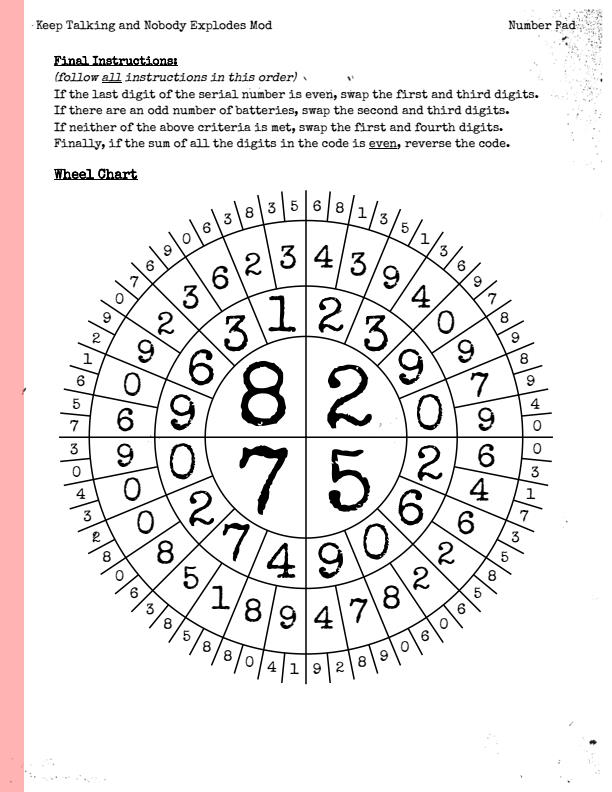 Keep Talking and Nobody Explodes Mod
Number Pad
Final Instructions:
(follow all instructions in this order)
If the last digit of the serial number is even, swap the first and third digits.
If there are an odd number of batteries, swap the second and third digits.
If neither of the above criteria is met, swap the first and fourth digits.
Finally, if the sum of all the digits in the code is even, reverse the code.
Wheel Chart
6 8 1 3 5 1 3 6 9 7 8 9 8 9 4 0 0 3 1 7 3 5 8 5 6 0 6 0 9 8 2 9 1 4 0 8 8 5 8 3 6 0 8 2 3 4 0 3 7 5 6 1 2 9 0 7 6 9 0 6 3 8 3 5
4 3 9 4 0 9 7 9 6 4 6 2 2 8 7 4 9 8 1 5 8 0 0 9 6 0 9 2 3 6 2 3
2 3 9 0 2 6 0 9 4 7 2 0 9 6 3 1
8 2
7 5